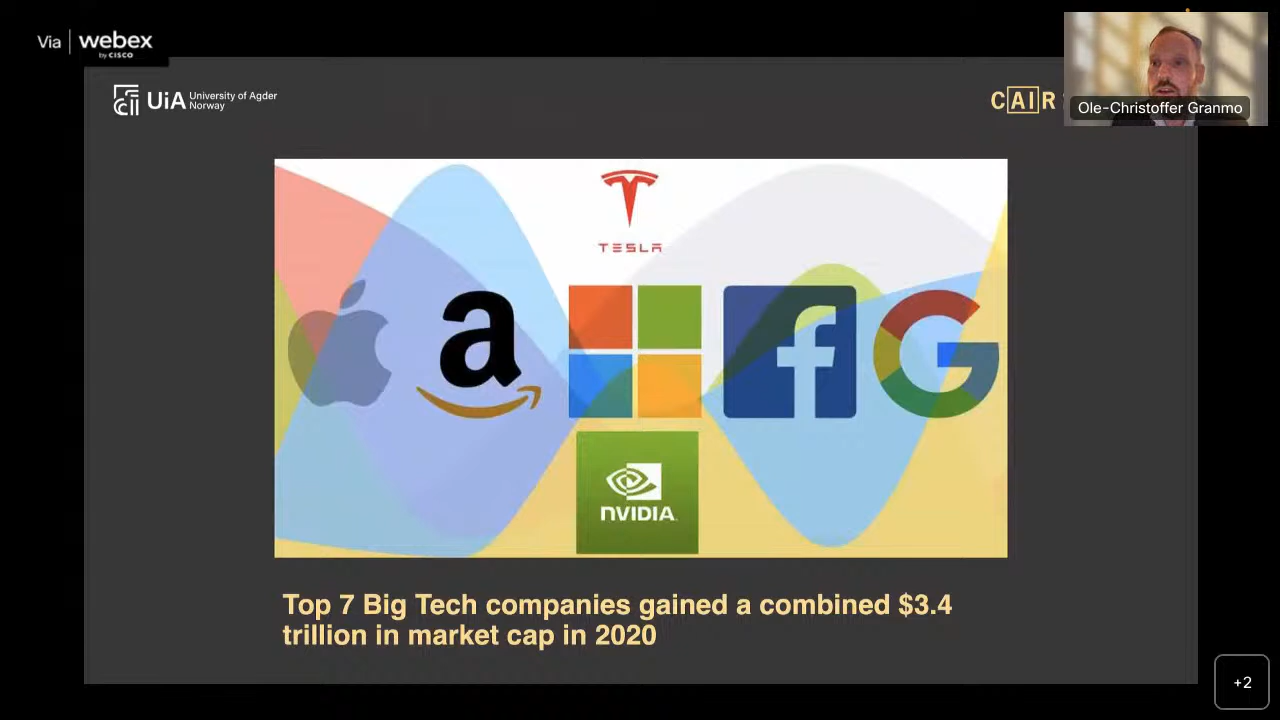 Via webex
by CISCO
UiA University of Agder
Norway
CAIR
Ole-Christoffer Granmo
TESLA
a
f
G
NVIDIA
Top 7 Big Tech companies gained a combined $3.4
trillion in market cap in 2020
+2